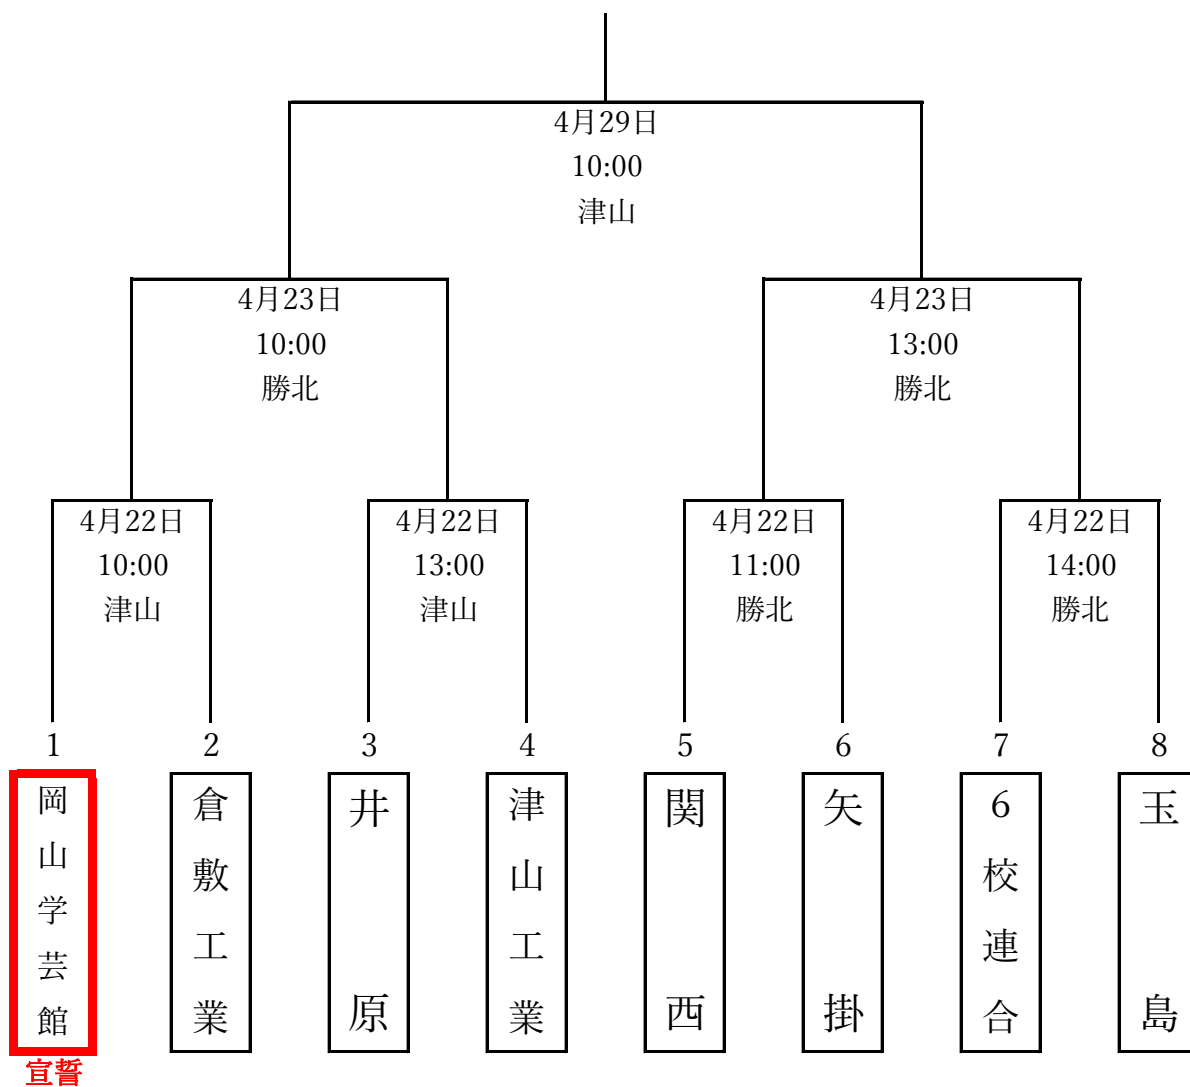 4月29日
10:00
津山
4月23日
10:00
勝北
4月23日
13:00
勝北
4月22日
10:00
津山
4月22日
13:00
津山
4月22日
11:00
勝北
4月22日
14:00
勝北
1
2
3
4
5
6
7
8
岡山学芸館
倉敷工業
井原
津山工業
関西
矢掛
6校連合
玉島
宣誓